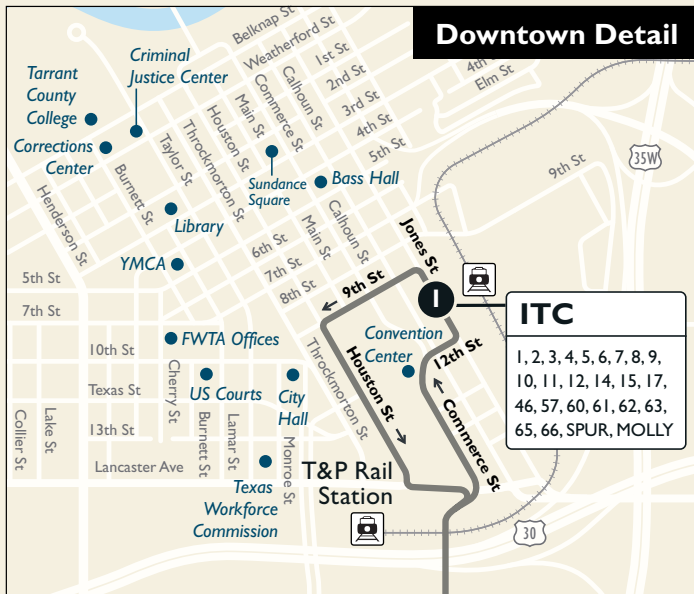 Downtown Detail
Belknap St
Weatherford St
1st St
2nd St
3rd St
4th St
5th St
4th
Elm St
9th St
35W
Criminal
Justice Center
Tarrant
County
College
Corrections
Center
Houston St
Main St
Commerce St
Calhoun St
Taylor St
Throckmorton St
Burnett St
Henderson St
Sundance
Square
Bass Hall
Library
YMCA
6th St
7th St
8th St
Main St
Calhoun St
Jones St
9th St
1
ITC
1, 2, 3, 4, 5, 6, 7, 8, 9,
10, 11, 12, 14, 15, 17,
46, 57, 60, 61, 62, 63,
65, 66, SPUR, MOLLY
5th St
7th St
10th St
Texas St
13th St
Lancaster Ave
FWTA Offices
US Courts
City
Hall
Convention
Center
12th St
Houston St
Commerce St
Throckmorton St
Collier St
Lake St
Cherry St
Burnett St
Lamar St
Monroe St
Texas
Workforce
Commission
T&P Rail
Station
30